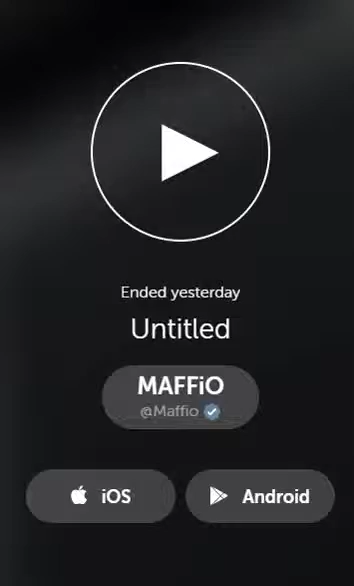 Ended yesterday
Untitled
MAFFiO
@Maffio
iOS
Android